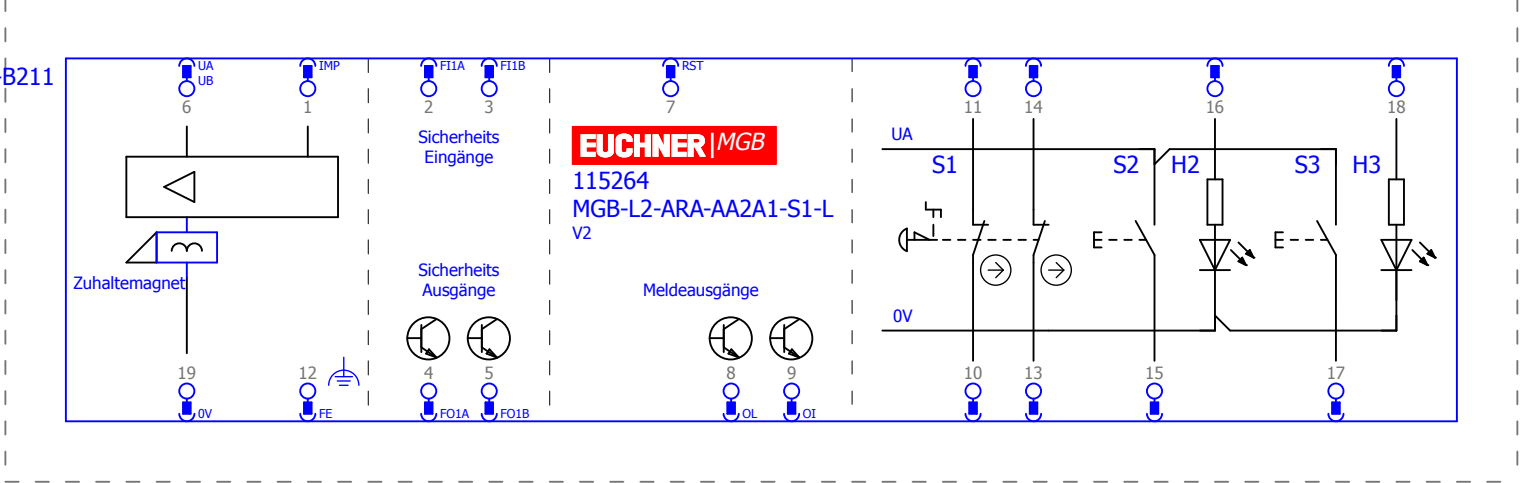 -B211
UA
UB
IMP
FI1A
FI1B
RST
6
1
2
3
7
11
14
16
18
Sicherheits
Eingänge
EUCHNER|MGB
115264
MGB-L2-ARA-AA2A1-S1-L
V2
UA
S1
S2
H2
S3
H3
Zuhaltemagnet
Sicherheits
Ausgänge
Meldeausgänge
0V
19
12
4
5
8
9
10
13
15
17
0V
FE
FO1A
FO1B
OL
OI